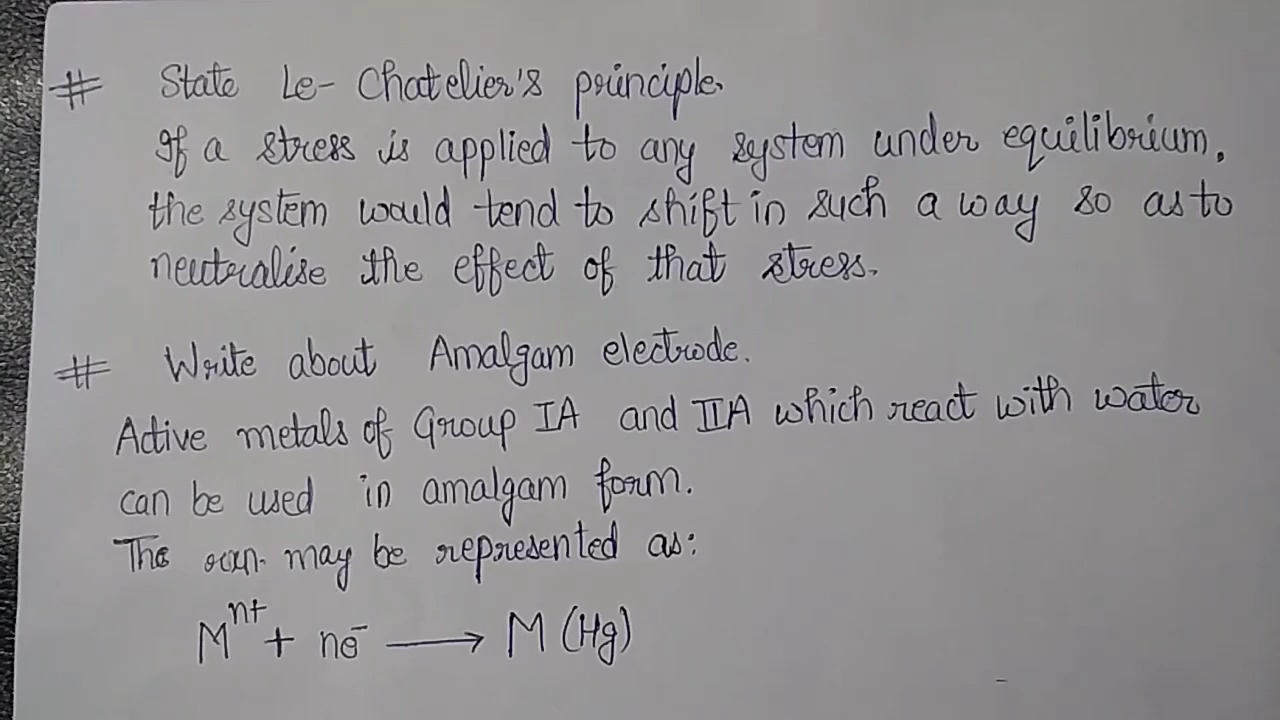 # State Le-Chatelier's principle.
If a stress is applied to any system under equilibrium,
the system would tend to shift in such a way so as to
neutralise the effect of that stress.
# Write about Amalgam electrode.
Active metals of Group IA and IIA which react with water
can be used in amalgam form.
The rxn. may be represented as:
Mⁿ⁺ + ne⁻ ⟶ M (Hg)